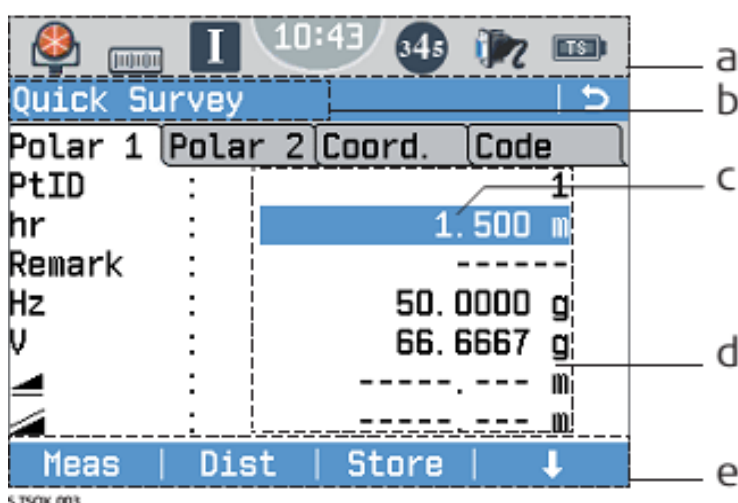 I 10:43 345 TS
a
Quick Survey
b
Polar 1 Polar 2 Coord. Code
PtID : 1
c
hr : 1.500 m
Remark : ------
Hz : 50.0000 g
V : 66.6667 g
d
: -----.--- m
: -----.--- m
Meas | Dist | Store | 
e